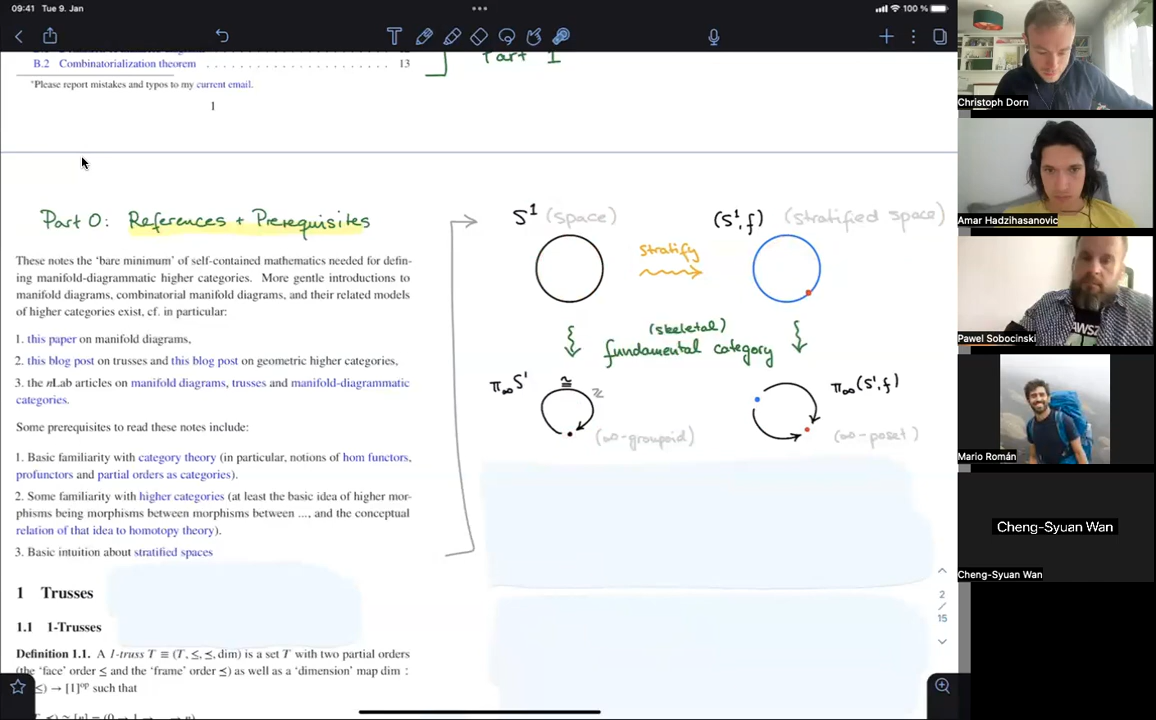 09:41 Tue 9. Jan
100 %
B.2 Combinatorialization theorem . . . . . . . . . . . . . . . . 13
Part 1
*Please report mistakes and typos to my current email.
1
Part 0: References + Prerequisites
These notes the ‘bare minimum’ of self-contained mathematics needed for defin-
ing manifold-diagrammatic higher categories. More gentle introductions to
manifold diagrams, combinatorial manifold diagrams, and their related models
of higher categories exist, cf. in particular:
1. this paper on manifold diagrams,
2. this blog post on trusses and this blog post on geometric higher categories,
3. the nLab articles on manifold diagrams, trusses and manifold-diagrammatic
categories.
Some prerequisites to read these notes include:
1. Basic familiarity with category theory (in particular, notions of hom functors,
profunctors and partial orders as categories).
2. Some familiarity with higher categories (at least the basic idea of higher mor-
phisms being morphisms between morphisms between ..., and the conceptual
relation of that idea to homotopy theory).
3. Basic intuition about stratified spaces
1 Trusses
1.1 1-Trusses
Definition 1.1. A 1-truss T ≡ (T, ≤, ⪯, dim) is a set T with two partial orders
(the ‘face’ order ≤ and the ‘frame’ order ⪯) as well as a ‘dimension’ map dim :
≤) → [1]ᵒᵖ such that
S¹ (space)
(S¹,f) (stratified space)
stratify
(skeletal)
fundamental category
π∞S¹
≅
ℤ
(∞-groupoid)
π∞(S¹,f)
(∞-poset)
2
/
15
Christoph Dorn
Amar Hadzihasanovic
AWSZ
Pawel Sobocinski
Mario Román
Cheng-Syuan Wan
Cheng-Syuan Wan